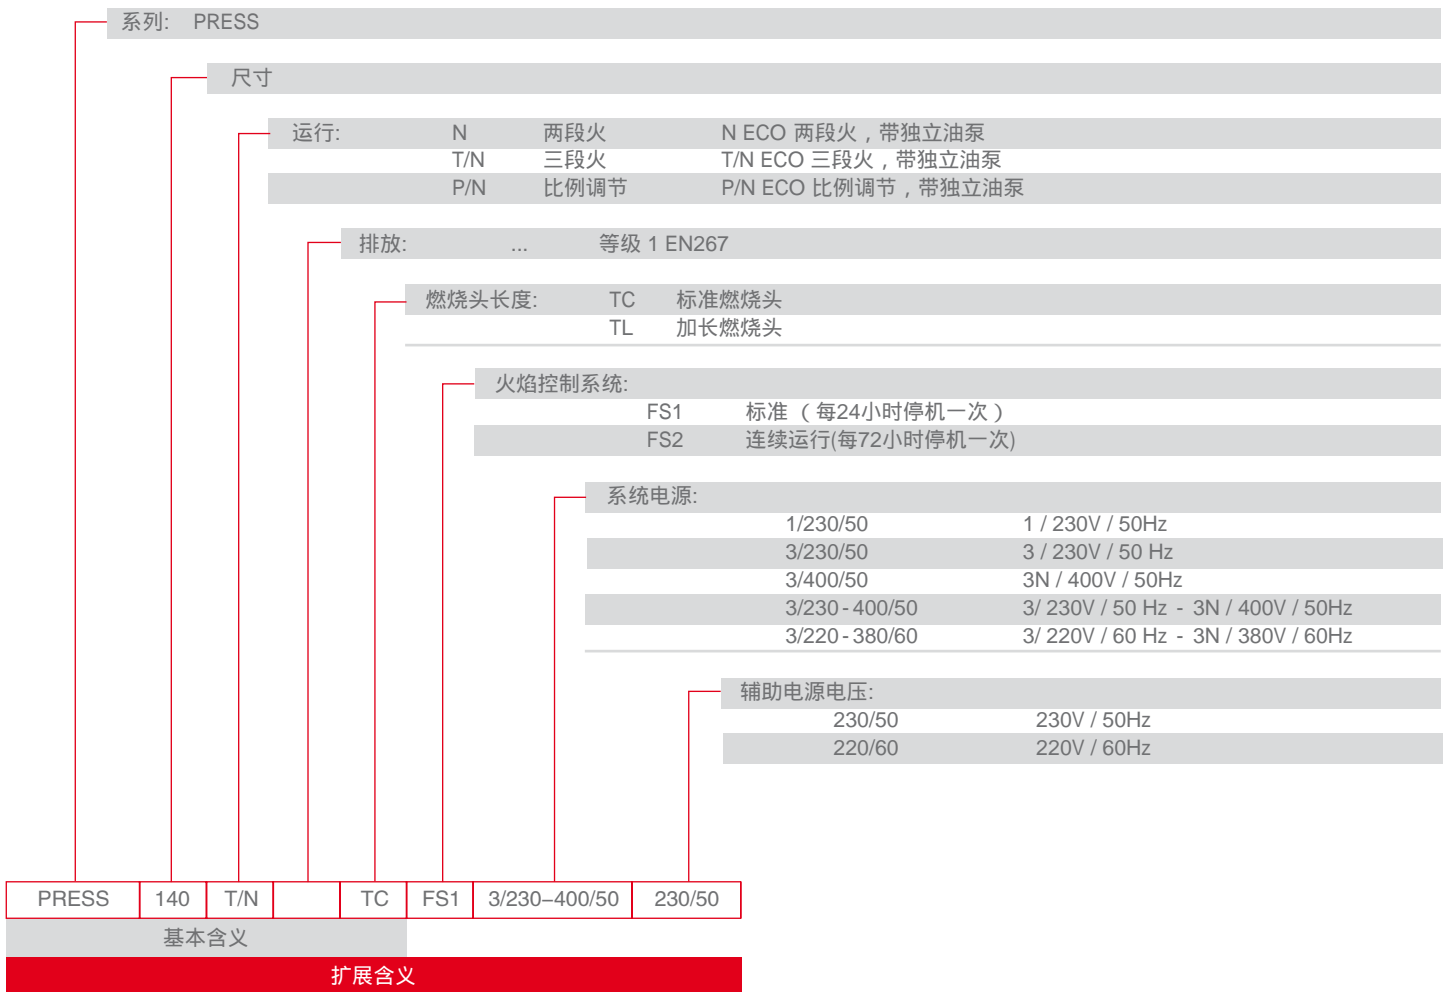 系列: PRESS
尺寸
运行: N 两段火 N ECO 两段火，带独立油泵
T/N 三段火 T/N ECO 三段火，带独立油泵
P/N 比例调节 P/N ECO 比例调节，带独立油泵
排放: ... 等级 1 EN267
燃烧头长度: TC 标准燃烧头
TL 加长燃烧头
火焰控制系统:
FS1 标准（每24小时停机一次）
FS2 连续运行(每72小时停机一次)
系统电源:
1/230/50 1 / 230V / 50Hz
3/230/50 3 / 230V / 50 Hz
3/400/50 3N / 400V / 50Hz
3/230-400/50 3/ 230V / 50 Hz - 3N / 400V / 50Hz
3/220-380/60 3/ 220V / 60 Hz - 3N / 380V / 60Hz
辅助电源电压:
230/50 230V / 50Hz
220/60 220V / 60Hz
PRESS 140 T/N TC FS1 3/230–400/50 230/50
基本含义
扩展含义